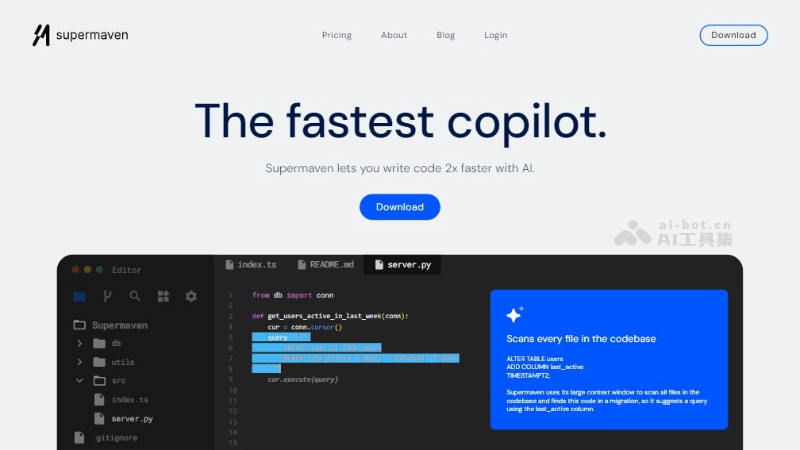 supermaven
Pricing
About
Blog
Login
Download
The fastest copilot.
Supermaven lets you write code 2x faster with AI.
Download
ai-bot.cn
AI工具集
Editor
index.ts
README.md
server.py
Supermaven
db
utils
src
index.ts
server.py
.gitignore
1 from db import conn
2
3 def get_users_active_in_last_week(conn):
4 cur = conn.cursor()
5 query
6
7
8
9 cur.execute(query)
10
11
12
13
14
15
Scans every file in the codebase
ALTER TABLE users
ADD COLUMN last_active
TIMESTAMPTZ;
Supermaven uses its large context window to scan all files in the
codebase and finds this code in a migration, so it suggests a query
using the last_active column.